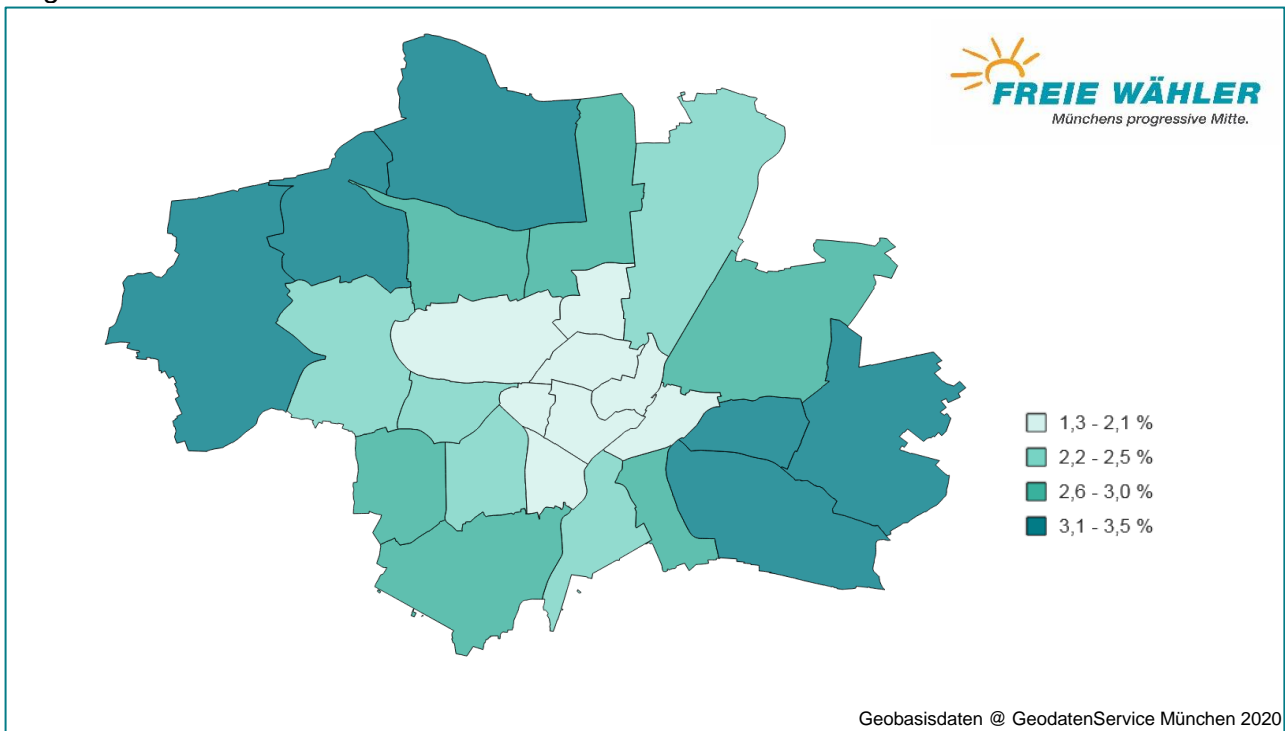 FREIE WÄHLER
Münchens progressive Mitte.
1,3 - 2,1 %
2,2 - 2,5 %
2,6 - 3,0 %
3,1 - 3,5 %
Geobasisdaten @ GeodatenService München 2020